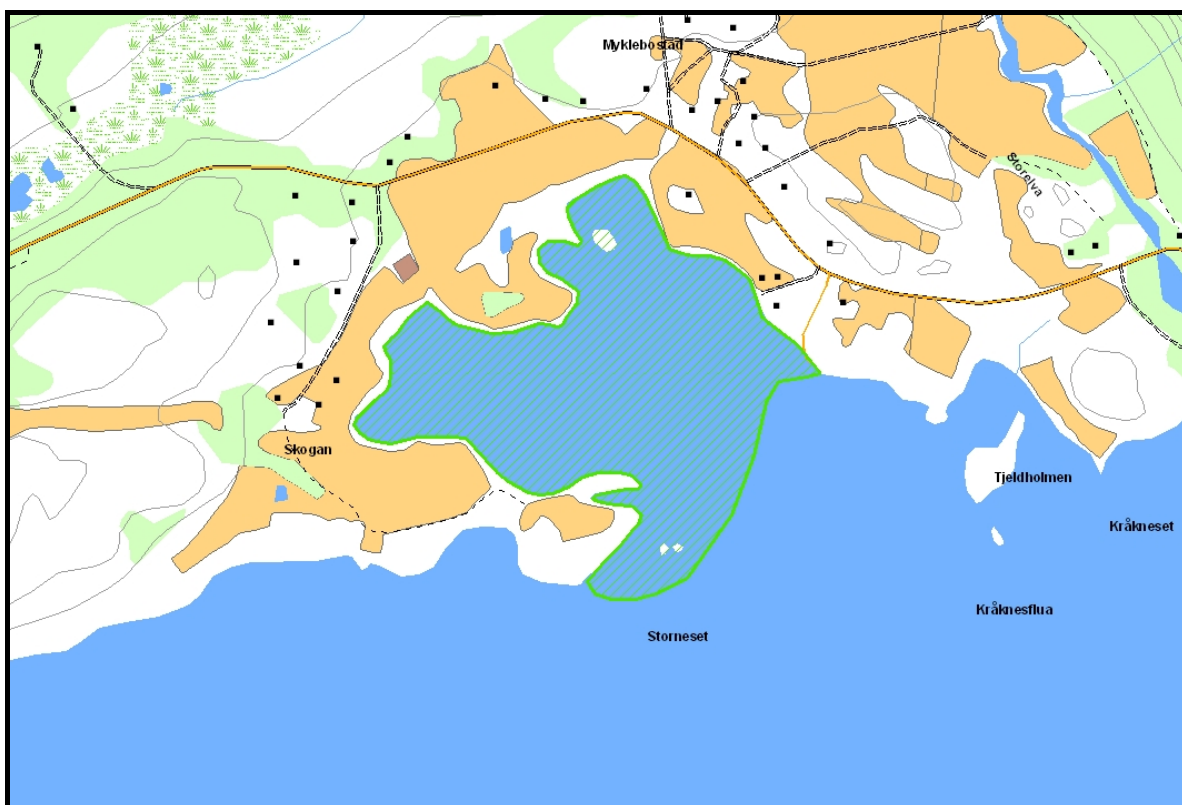 Myklebostad
Storelva
Skogan
Tjeldholmen
Kråkneset
Kråknesflua
Storneset